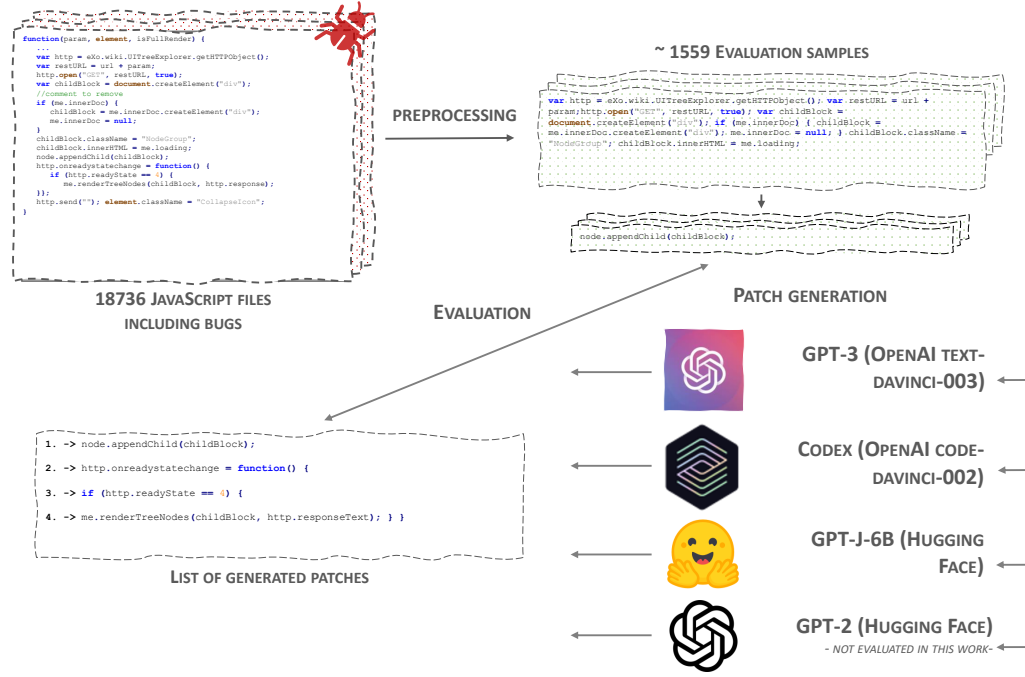 function(param, element, isFullRender) {
...
var http = eXo.wiki.UITreeExplorer.getHTTPObject();
var restURL = url + param;
http.open("GET", restURL, true);
var childBlock = document.createElement("div");
//comment to remove
if (me.innerDoc) {
childBlock = me.innerDoc.createElement("div");
me.innerDoc = null;
}
childBlock.className = "NodeGroup";
childBlock.innerHTML = me.loading;
node.appendChild(childBlock);
http.onreadystatechange = function() {
if (http.readyState == 4) {
me.renderTreeNodes(childBlock, http.response);
}};
http.send(""); element.className = "CollapseIcon";
}
18736 JAVASCRIPT FILES
INCLUDING BUGS
PREPROCESSING
~ 1559 EVALUATION SAMPLES
var http = eXo.wiki.UITreeExplorer.getHTTPObject(); var restURL = url +
param;http.open("GET", restURL, true); var childBlock =
document.createElement("div"); if (me.innerDoc) { childBlock =
me.innerDoc.createElement("div"); me.innerDoc = null; } childBlock.className =
"NodeGroup"; childBlock.innerHTML = me.loading;
node.appendChild(childBlock);
EVALUATION
PATCH GENERATION
GPT-3 (OPENAI TEXT-
DAVINCI-003)
CODEX (OPENAI CODE-
DAVINCI-002)
GPT-J-6B (HUGGING
FACE)
GPT-2 (HUGGING FACE)
- NOT EVALUATED IN THIS WORK-
1. -> node.appendChild(childBlock);
2. -> http.onreadystatechange = function() {
3. -> if (http.readyState == 4) {
4. -> me.renderTreeNodes(childBlock, http.responseText); } }
LIST OF GENERATED PATCHES